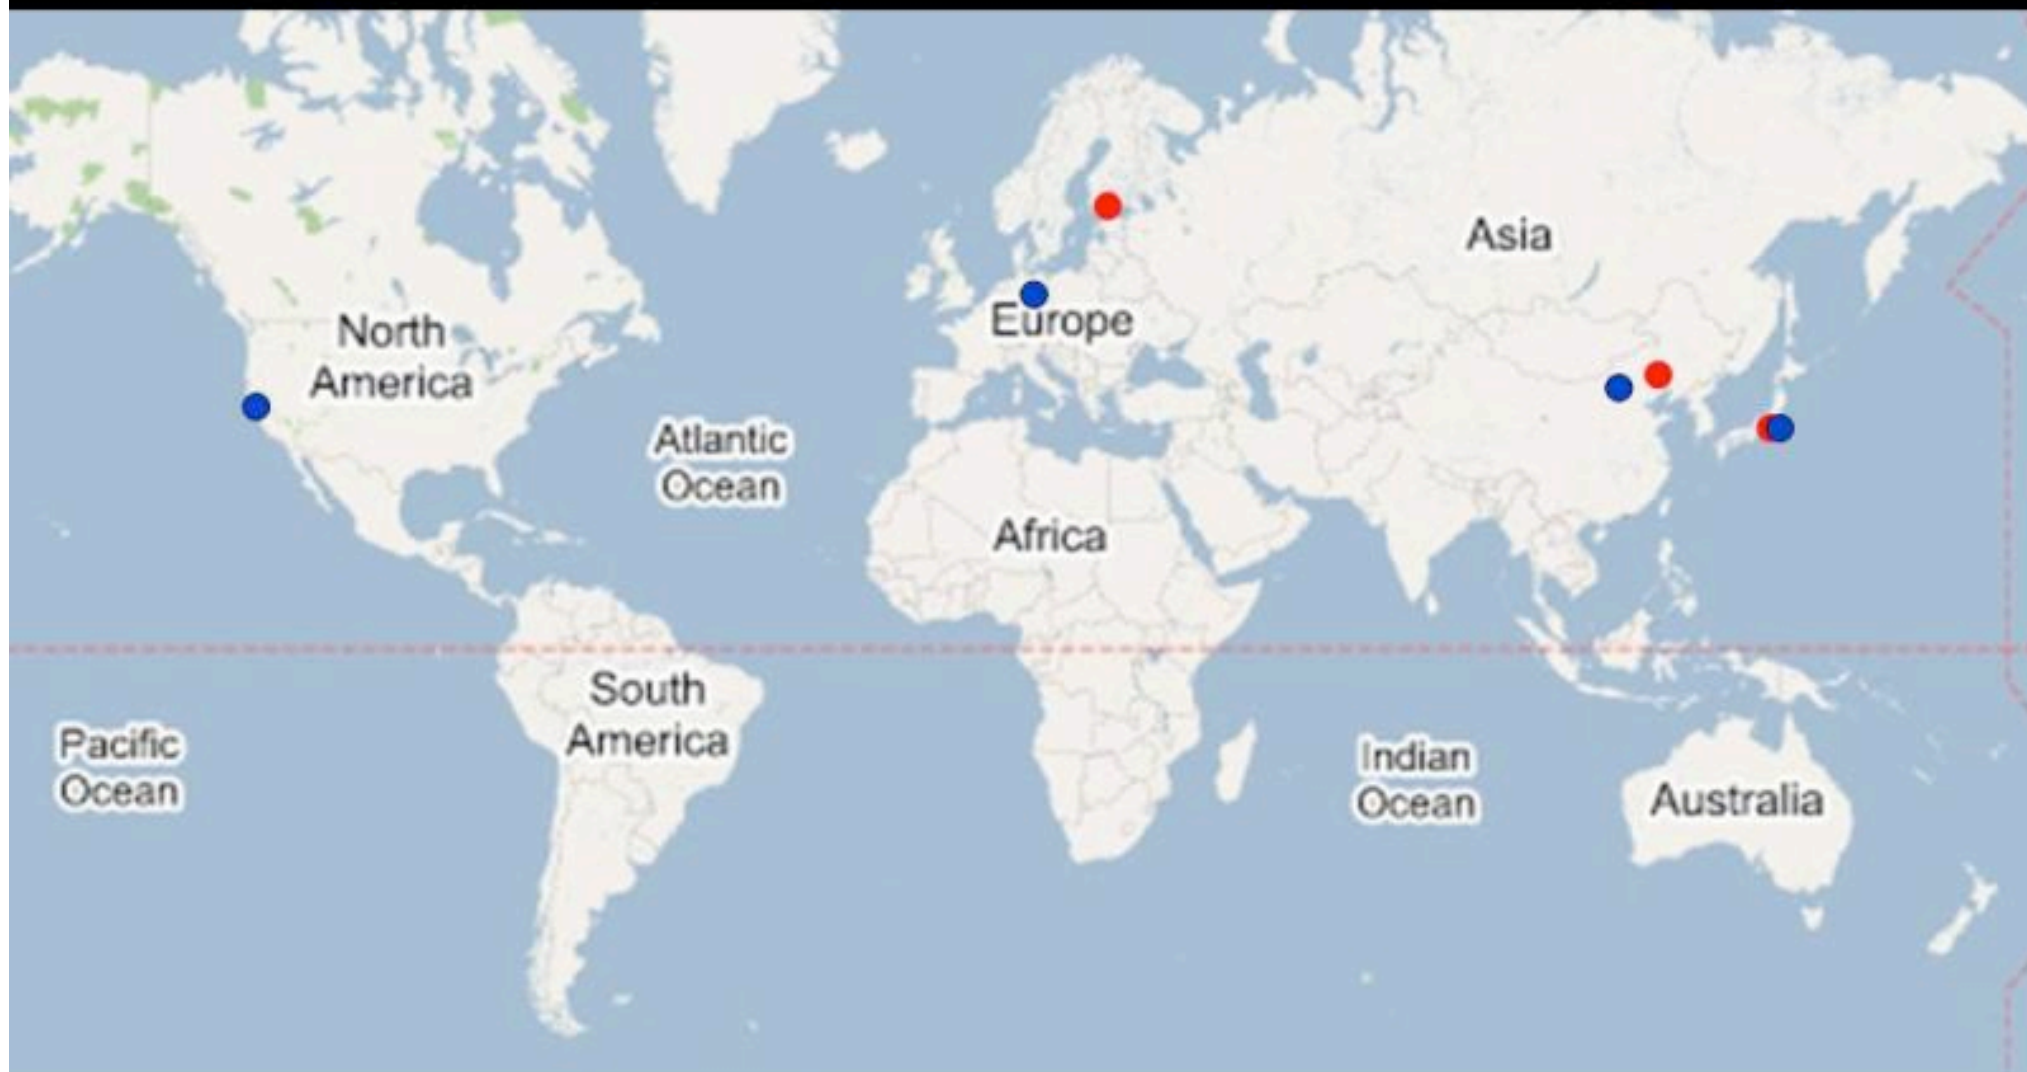 Asia
Europe
North
America
Atlantic
Ocean
Africa
South
America
Pacific
Ocean
Indian
Ocean
Australia